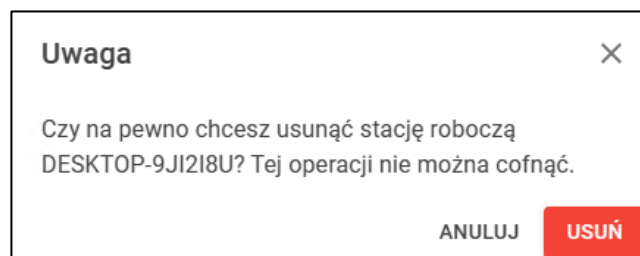 Uwaga
Czy na pewno chcesz usunąć stację roboczą
DESKTOP-9JI2I8U? Tej operacji nie można cofnąć.
ANULUJ
USUŃ